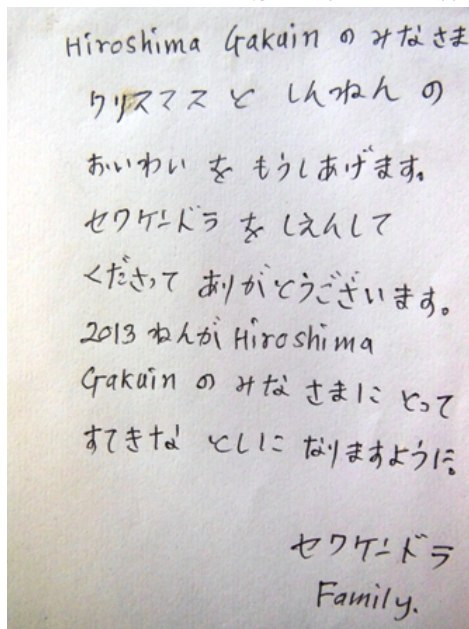 Hiroshima Gakuin の みなさま
クリスマス と しんねん の
おいわい を もうしあげます。
セワケンドラ を しえんして
くださって ありがとうございます。
2013 ねんが Hiroshima
Gakuin の みな さまに とって
すてきな としに なりますように。
セワケンドラ
Family.